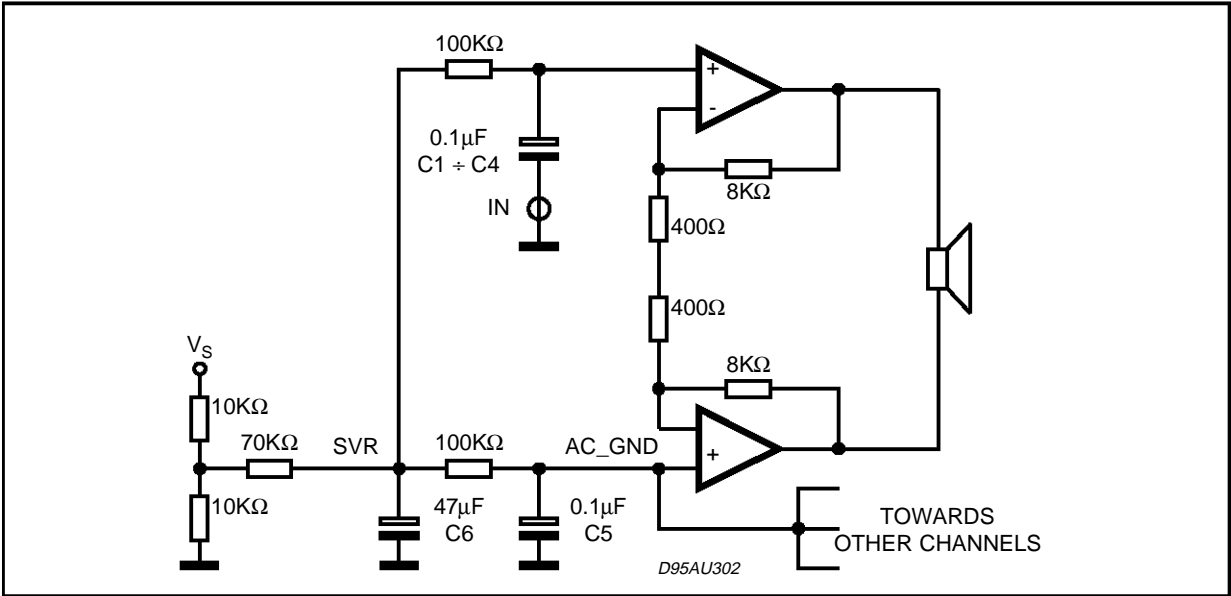 100KΩ
+
-
0.1μF
C1 ÷ C4
8KΩ
IN
400Ω
400Ω
VS
8KΩ
10KΩ
70KΩ
SVR
100KΩ
AC_GND
+
10KΩ
47μF
C6
0.1μF
C5
TOWARDS
OTHER CHANNELS
D95AU302